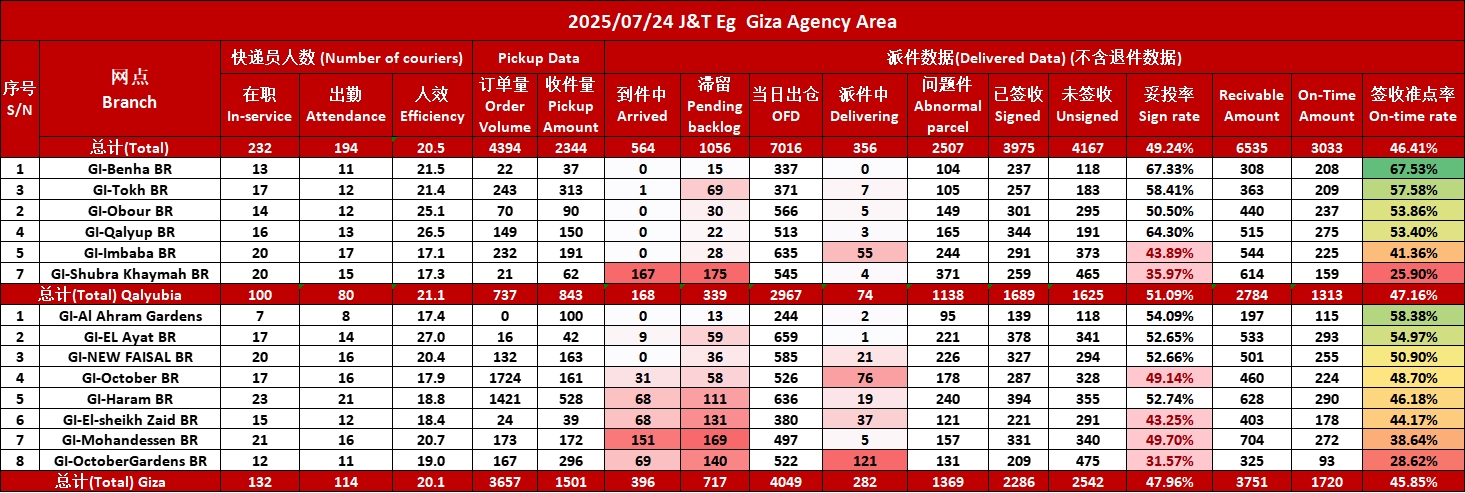 2025/07/24 J&T Eg  Giza Agency Area
序号 S/N
网点 Branch
快递员人数 (Number of couriers)
Pickup Data
派件数据(Delivered Data) (不含退件数据)
在职 In-service
出勤 Attendance
人效 Efficiency
订单量 Order Volume
收件量 Pickup Amount
到件中 Arrived
滞留 Pending backlog
当日出仓 OFD
派件中 Delivering
问题件 Abnormal parcel
已签收 Signed
未签收 Unsigned
妥投率 Sign rate
Recivable Amount
On-Time Amount
签收准点率 On-time rate
总计(Total) 232 194 20.5 4394 2344 564 1056 7016 356 2507 3975 4167 49.24% 6535 3033 46.41%
1 GI-Benha BR 13 11 21.5 22 37 0 15 337 0 104 237 118 67.33% 308 208 67.53%
3 GI-Tokh BR 17 12 21.4 243 313 1 69 371 7 105 257 183 58.41% 363 209 57.58%
2 GI-Obour BR 14 12 25.1 70 90 0 30 566 5 149 301 295 50.50% 440 237 53.86%
4 GI-Qalyup BR 16 13 26.5 149 150 0 22 513 3 165 344 191 64.30% 515 275 53.40%
5 GI-Imbaba BR 20 17 17.1 232 191 0 28 635 55 244 291 373 43.89% 544 225 41.36%
7 GI-Shubra Khaymah BR 20 15 17.3 21 62 167 175 545 4 371 259 465 35.97% 614 159 25.90%
总计(Total) Qalyubia 100 80 21.1 737 843 168 339 2967 74 1138 1689 1625 51.09% 2784 1313 47.16%
1 GI-Al Ahram Gardens 7 8 17.4 0 100 0 13 244 2 95 139 118 54.09% 197 115 58.38%
2 GI-EL Ayat BR 17 14 27.0 16 42 9 59 659 1 221 378 341 52.65% 533 293 54.97%
3 GI-NEW FAISAL BR 20 16 20.4 132 163 0 36 585 21 226 327 294 52.66% 501 255 50.90%
4 GI-October BR 17 16 17.9 1724 161 31 58 526 76 178 287 328 49.14% 460 224 48.70%
5 GI-Haram BR 23 21 18.8 1421 528 68 111 636 19 240 394 355 52.74% 628 290 46.18%
6 GI-El-sheikh Zaid BR 15 12 18.4 24 39 68 131 380 37 121 221 291 43.25% 403 178 44.17%
7 GI-Mohandessen BR 21 16 20.7 173 172 151 169 497 5 157 331 340 49.70% 704 272 38.64%
8 GI-OctoberGardens BR 12 11 19.0 167 296 69 140 522 121 131 209 475 31.57% 325 93 28.62%
总计(Total) Giza 132 114 20.1 3657 1501 396 717 4049 282 1369 2286 2542 47.96% 3751 1720 45.85%